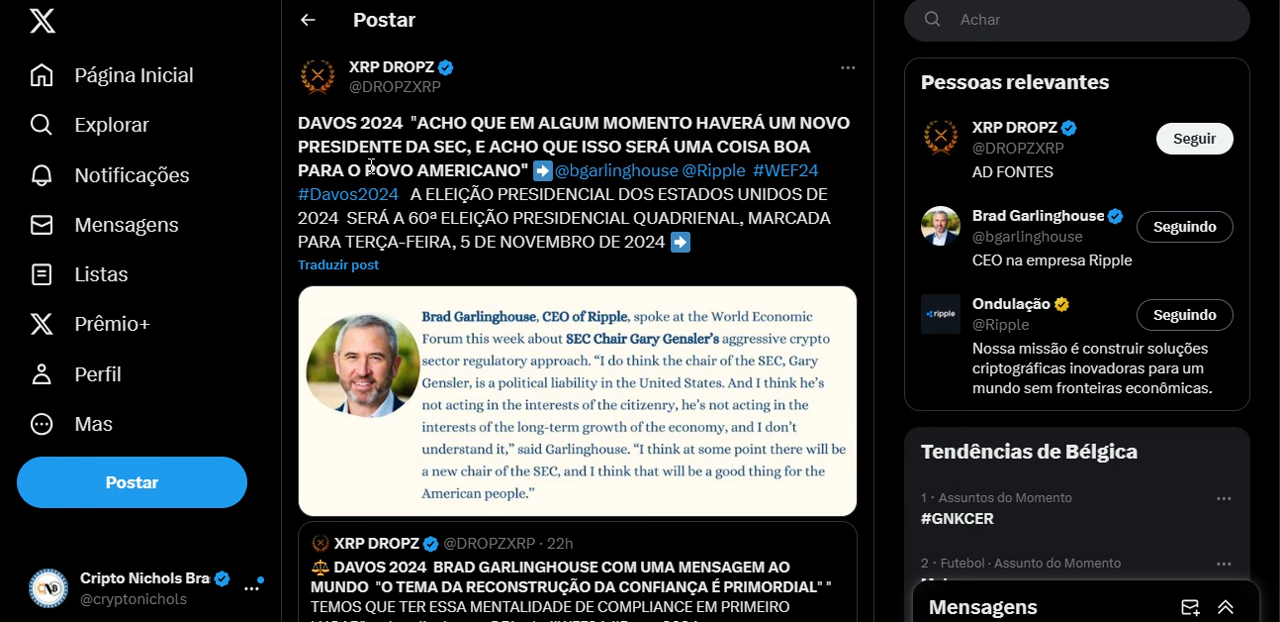 Página Inicial
Explorar
Notificações
Mensagens
Listas
Prêmio+
Perfil
Mas
Postar
Cripto Nichols Bra
@cryptonichols
Postar
XRP DROPZ
@DROPZXRP
DAVOS 2024 "ACHO QUE EM ALGUM MOMENTO HAVERÁ UM NOVO
PRESIDENTE DA SEC, E ACHO QUE ISSO SERÁ UMA COISA BOA
PARA O POVO AMERICANO" ➡@bgarlinghouse @Ripple #WEF24
#Davos2024 A ELEIÇÃO PRESIDENCIAL DOS ESTADOS UNIDOS DE
2024 SERÁ A 60ª ELEIÇÃO PRESIDENCIAL QUADRIENAL, MARCADA
PARA TERÇA-FEIRA, 5 DE NOVEMBRO DE 2024 ➡
Traduzir post
Brad Garlinghouse, CEO of Ripple, spoke at the World Economic
Forum this week about SEC Chair Gary Gensler's aggressive crypto
sector regulatory approach. "I do think the chair of the SEC, Gary
Gensler, is a political liability in the United States. And I think he's
not acting in the interests of the citizenry, he's not acting in the
interests of the long-term growth of the economy, and I don't
understand it," said Garlinghouse. "I think at some point there will be
a new chair of the SEC, and I think that will be a good thing for the
American people."
XRP DROPZ @DROPZXRP · 22h
⚖ DAVOS 2024 BRAD GARLINGHOUSE COM UMA MENSAGEM AO
MUNDO "O TEMA DA RECONSTRUÇÃO DA CONFIANÇA É PRIMORDIAL" "
TEMOS QUE TER ESSA MENTALIDADE DE COMPLIANCE EM PRIMEIRO
Achar
Pessoas relevantes
XRP DROPZ
@DROPZXRP
AD FONTES
Seguir
Brad Garlinghouse
@bgarlinghouse
CEO na empresa Ripple
Seguindo
ripple
Ondulação
@Ripple
Seguindo
Nossa missão é construir soluções
criptográficas inovadoras para um
mundo sem fronteiras econômicas.
Tendências de Bélgica
1 · Assuntos do Momento
#GNKCER
2 · Futebol · Assunto do Momento
Mensagens